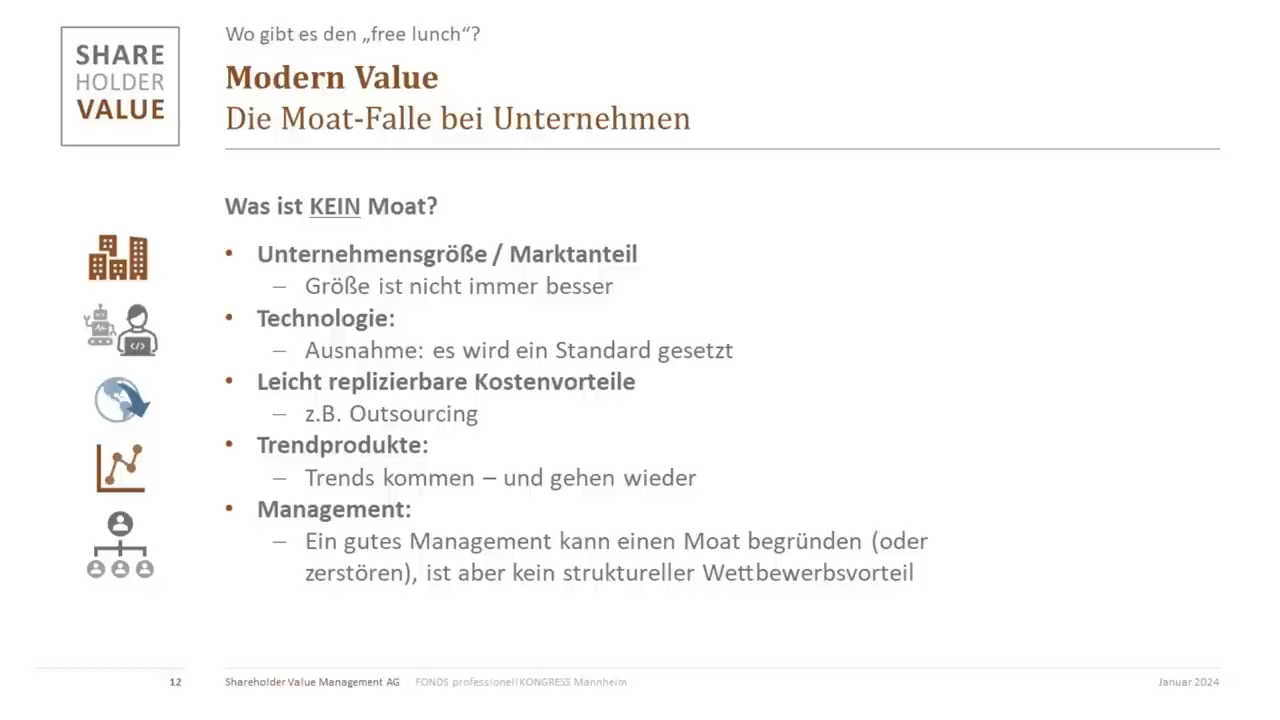 SHARE
HOLDER
VALUE
Wo gibt es den „free lunch“?
Modern Value
Die Moat-Falle bei Unternehmen
Was ist KEIN Moat?
• Unternehmensgröße / Marktanteil
– Größe ist nicht immer besser
• Technologie:
– Ausnahme: es wird ein Standard gesetzt
• Leicht replizierbare Kostenvorteile
– z.B. Outsourcing
• Trendprodukte:
– Trends kommen – und gehen wieder
• Management:
– Ein gutes Management kann einen Moat begründen (oder
zerstören), ist aber kein struktureller Wettbewerbsvorteil
12 Shareholder Value Management AG · FONDS professionell KONGRESS Mannheim Januar 2024